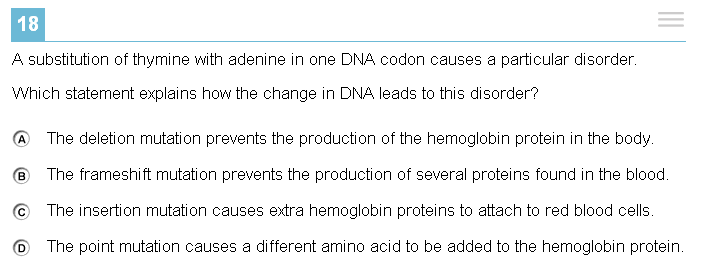 18
A substitution of thymine with adenine in one DNA codon causes a particular disorder.
Which statement explains how the change in DNA leads to this disorder?
A The deletion mutation prevents the production of the hemoglobin protein in the body.
B The frameshift mutation prevents the production of several proteins found in the blood.
C The insertion mutation causes extra hemoglobin proteins to attach to red blood cells.
D The point mutation causes a different amino acid to be added to the hemoglobin protein.